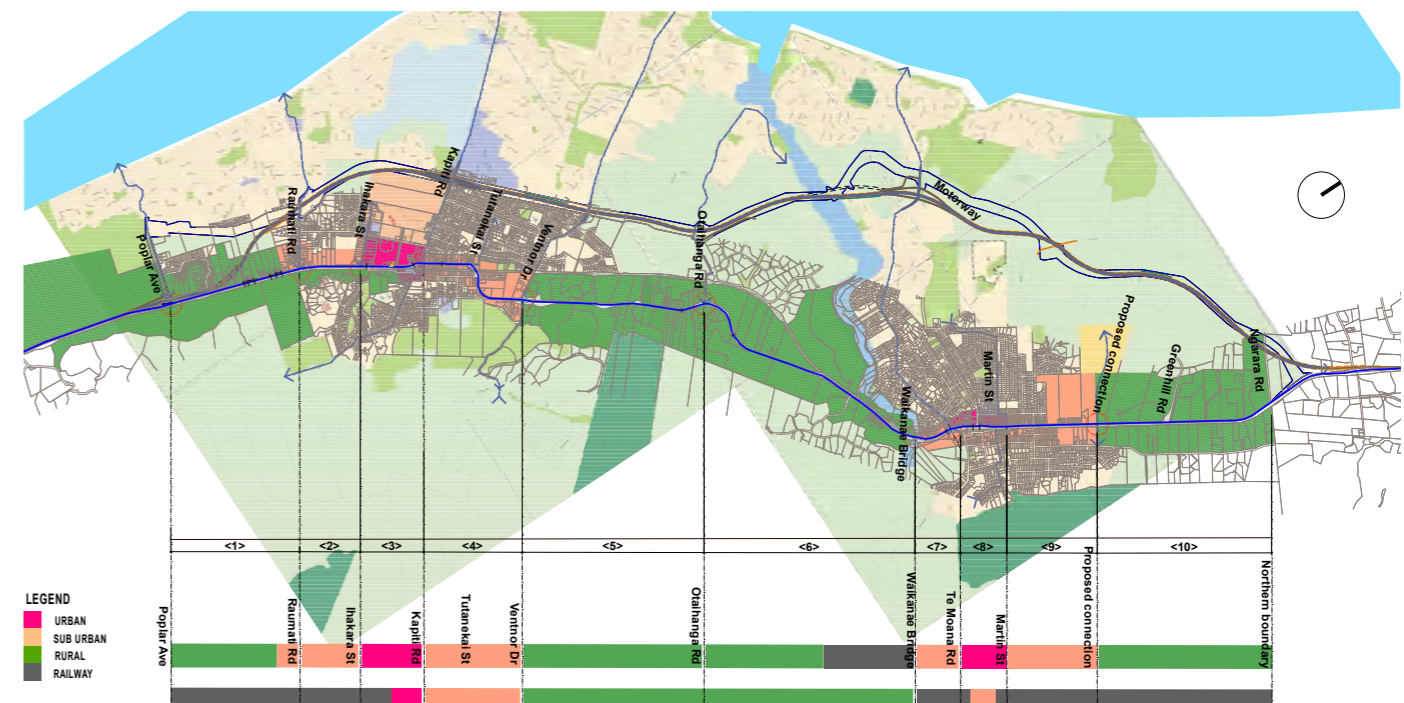 Poplar Ave
Raumati Rd
Ihakara St
Kapiti Rd
Tutanekai St
Ventnor Dr
Otaihanga Rd
Motorway
Waikanae Bridge
Martin St
Proposed connection
Greenhill Rd
Ngarara Rd
<1>
<2>
<3>
<4>
<5>
<6>
<7>
<8>
<9>
<10>
Poplar Ave
Raumati Rd
Ihakara St
Kapiti Rd
Tutanekai St
Ventnor Dr
Otaihanga Rd
Waikanae Bridge
Te Moana Rd
Martin St
Proposed connection
Northern boundary
LEGEND
URBAN
SUB URBAN
RURAL
RAILWAY